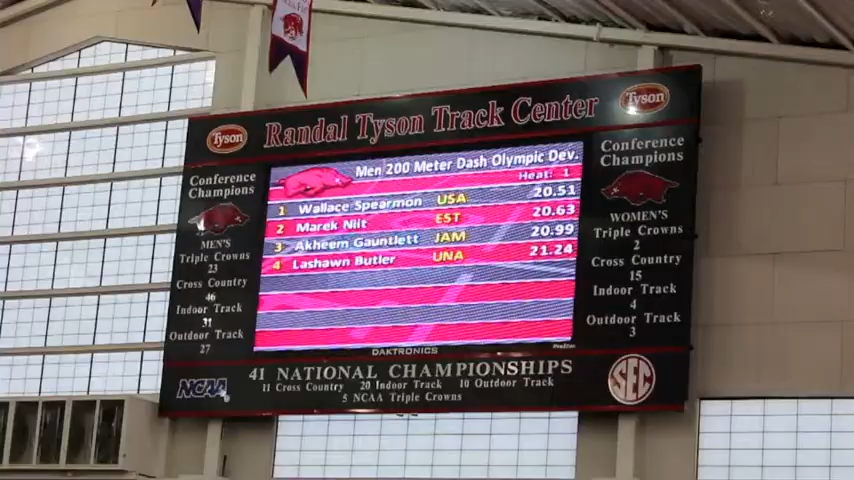 Randal Tyson Track Center
Tyson
Tyson
Conference
Champions
MEN'S
Triple Crowns
23
Cross Country
46
Indoor Track
31
Outdoor Track
27
Men 200 Meter Dash Olympic Dev.
Heat: 1
1 Wallace Spearmon USA 20.51
2 Marek Niit EST 20.63
3 Akheem Gauntlett JAM 20.99
4 Lashawn Butler UNA 21.24
Conference
Champions
WOMEN'S
Triple Crowns
2
Cross Country
15
Indoor Track
4
Outdoor Track
3
DAKTRONICS
ProStar
41 NATIONAL CHAMPIONSHIPS
11 Cross Country 20 Indoor Track 10 Outdoor Track
5 NCAA Triple Crowns
NCAA
SEC